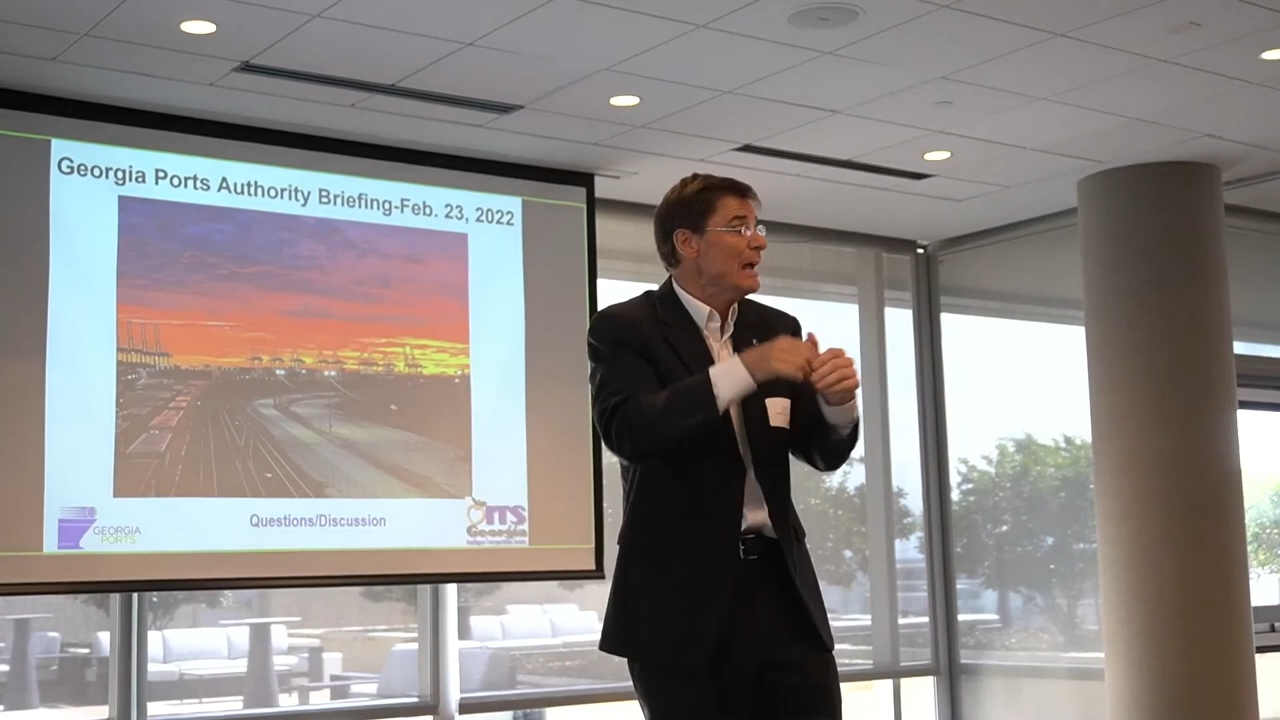 Georgia Ports Authority Briefing-Feb. 23, 2022
Questions/Discussion
GEORGIA
PORTS
ITS
Georgia